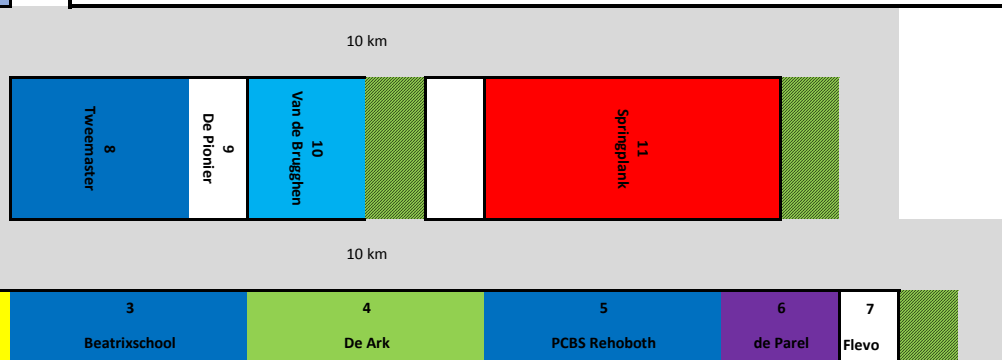 10 km
8
Tweemaster
9
De Pionier
10
Van de Brugghen
11
Springplank
10 km
3
Beatrixschool
4
De Ark
5
PCBS Rehoboth
6
de Parel
7
Flevo